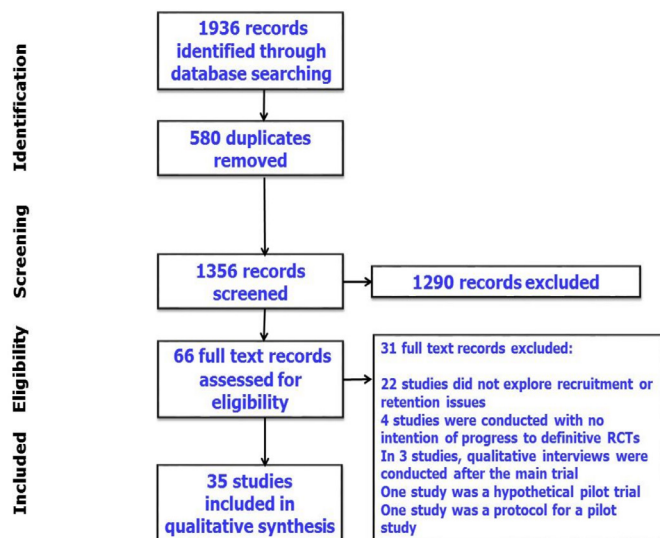 Identification
1936 records
identified through
database searching
580 duplicates
removed
Screening
1356 records
screened
1290 records excluded
Eligibility
66 full text records
assessed for
eligibility
31 full text records excluded:
22 studies did not explore recruitment or
retention issues
4 studies were conducted with no
intention of progress to definitive RCTs
In 3 studies, qualitative interviews were
conducted after the main trial
One study was a hypothetical pilot trial
One study was a protocol for a pilot
study
Included
35 studies
included in
qualitative synthesis